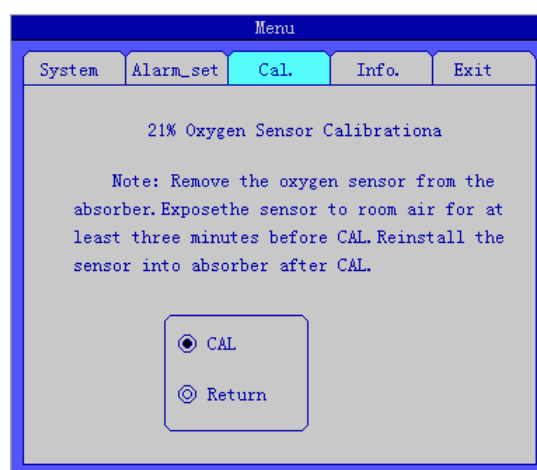 Menu
System Alarm_set Cal. Info. Exit
21% Oxygen Sensor Calibrationa
Note: Remove the oxygen sensor from the
absorber.Exposethe sensor to room air for at
least three minutes before CAL.Reinstall the
sensor into absorber after CAL.
CAL
Return